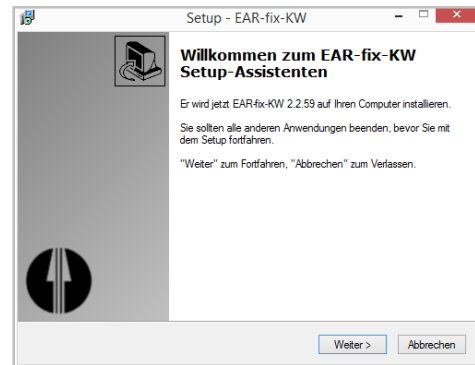 Setup - EAR-fix-KW
Willkommen zum EAR-fix-KW
Setup-Assistenten
Er wird jetzt EAR-fix-KW 2.2.59 auf Ihren Computer installieren.
Sie sollten alle anderen Anwendungen beenden, bevor Sie mit
dem Setup fortfahren.
"Weiter" zum Fortfahren, "Abbrechen" zum Verlassen.
Weiter >
Abbrechen